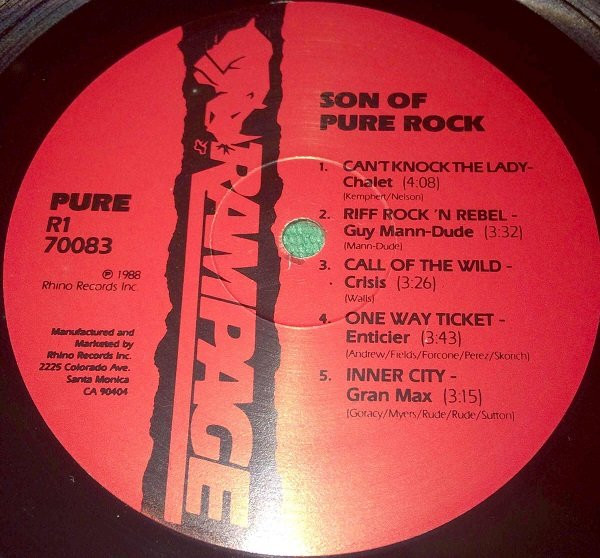 SON OF
PURE ROCK
1. CAN'T KNOCK THE LADY-
Chalet (4:08)
(Kemphert/Nelson)
2. RIFF ROCK 'N REBEL -
Guy Mann-Dude (3:32)
(Mann-Dude)
3. CALL OF THE WILD -
Crisis (3:26)
(Walls)
4. ONE WAY TICKET -
Enticier (3:43)
(Andrew/Fields/Forcone/Perez/Skorich)
5. INNER CITY -
Gran Max (3:15)
(Goracy/Myers/Rude/Rude/Sutton)
PURE
R1
70083
℗ 1988
Rhino Records Inc.
Manufactured and
Marketed by
Rhino Records Inc.
2225 Colorado Ave.
Santa Monica
CA 90404
RAMPAGE